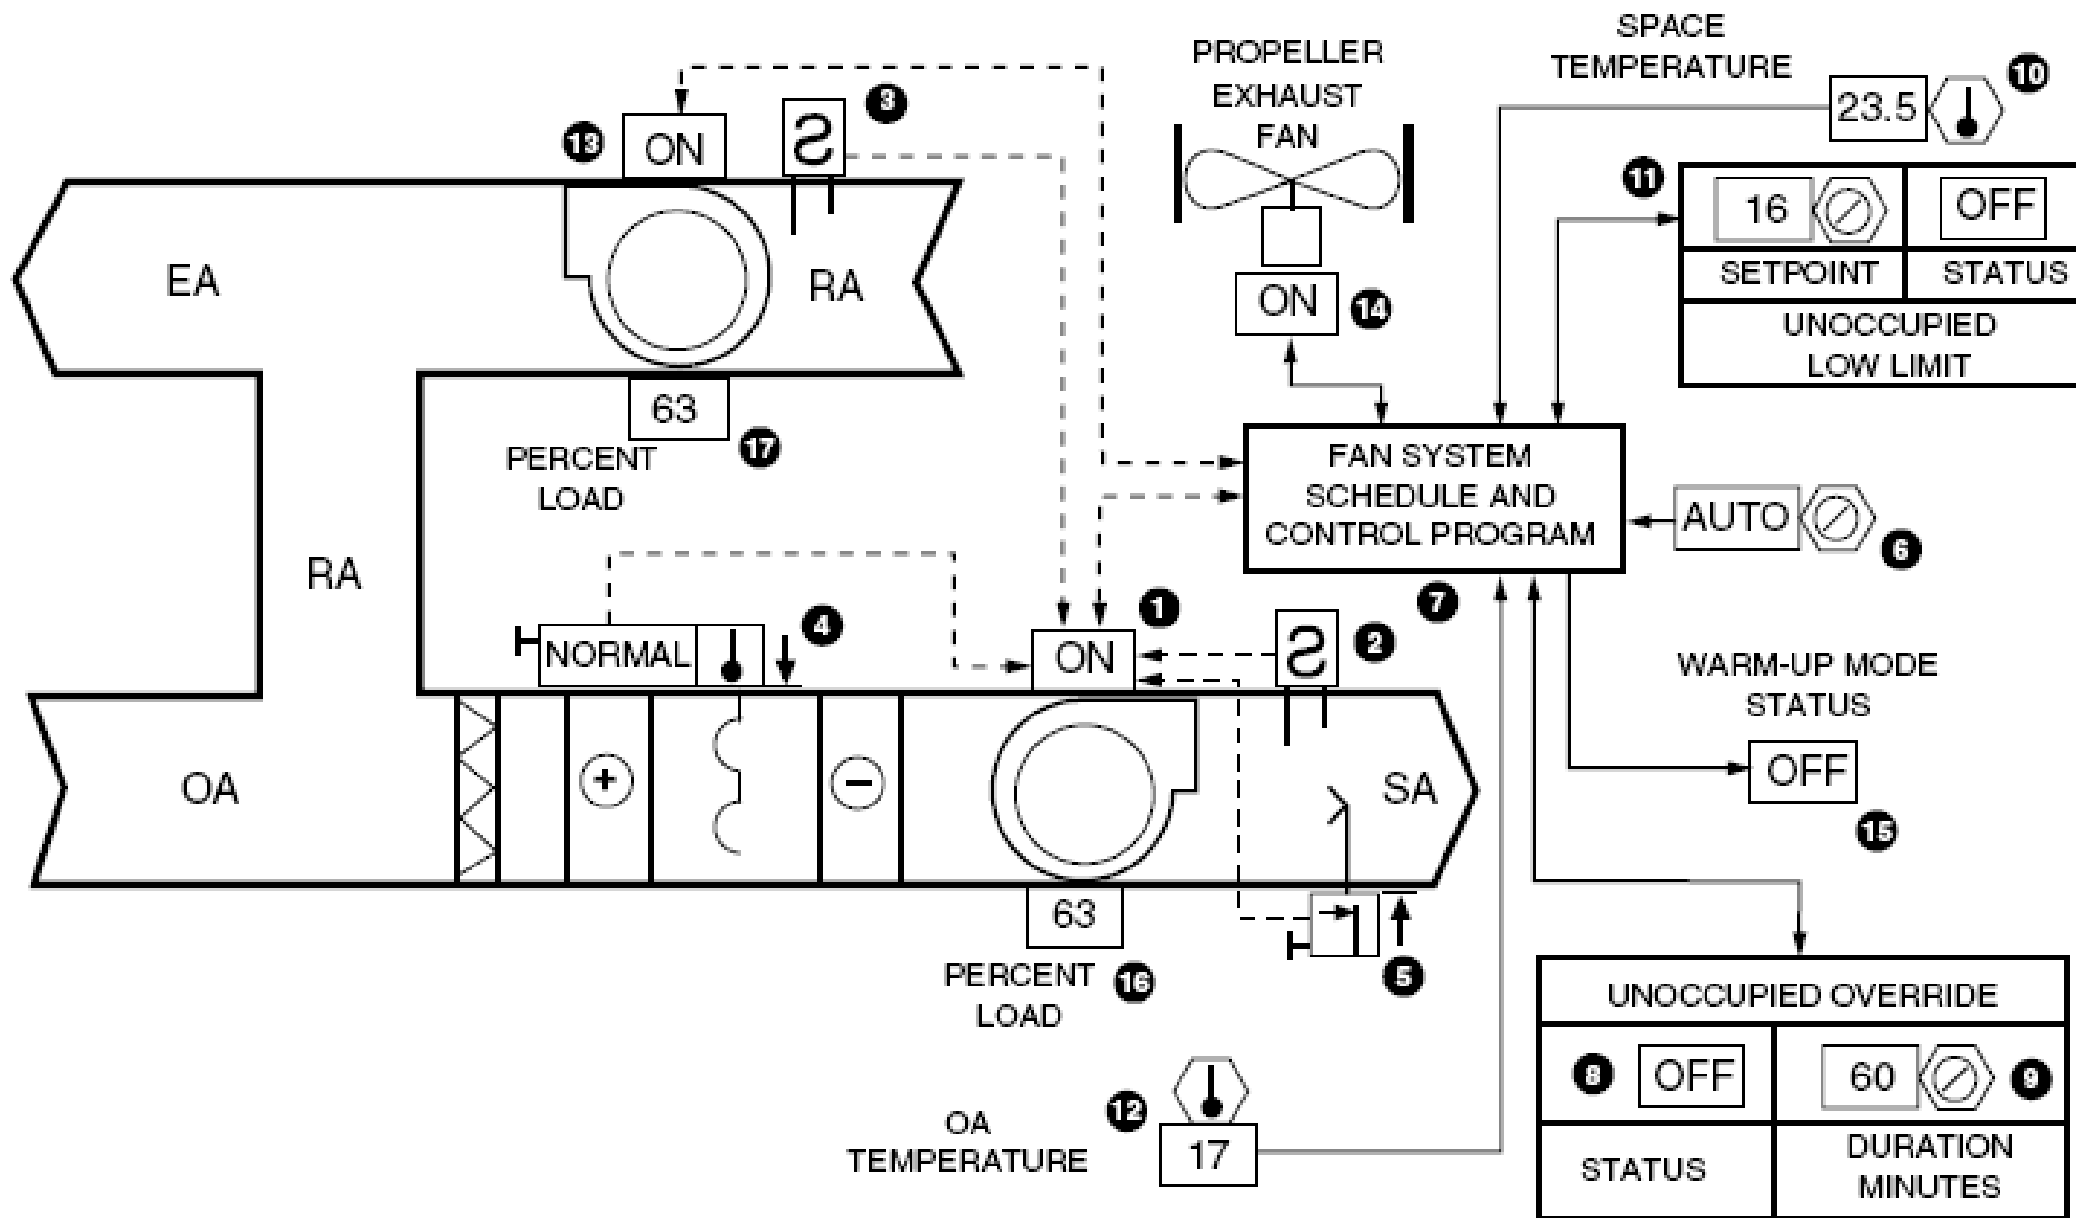 SPACE
TEMPERATURE
10
23.5
PROPELLER
EXHAUST
FAN
3
S
13
ON
11
16
OFF
SETPOINT
STATUS
UNOCCUPIED
LOW LIMIT
EA
RA
ON
14
63
17
PERCENT
LOAD
FAN SYSTEM
SCHEDULE AND
CONTROL PROGRAM
AUTO
6
RA
7
1
2
S
4
NORMAL
ON
WARM-UP MODE
STATUS
OFF
15
OA
+
−
SA
63
PERCENT
LOAD
16
5
UNOCCUPIED OVERRIDE
8
OFF
60
9
STATUS
DURATION
MINUTES
12
OA
TEMPERATURE
17